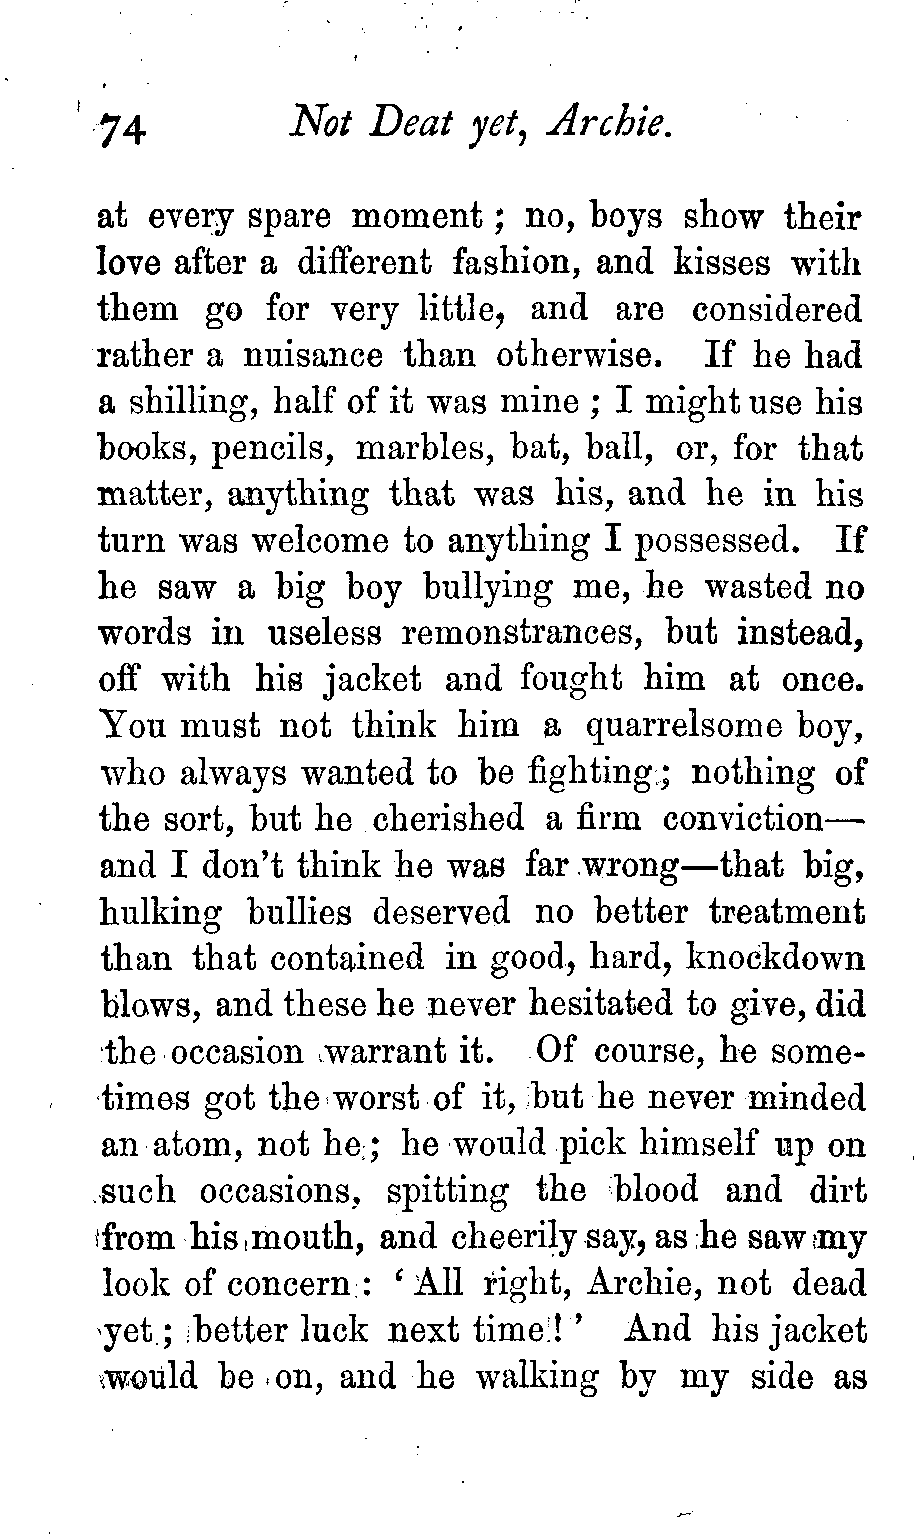 74 Not Deat yet, Archie.
at every spare moment ; no, boys show their
love after a different fashion, and kisses with
them go for very little, and are considered
rather a nuisance than otherwise. If he had
a shilling, half of it was mine ; I might use his
books, pencils, marbles, bat, ball, or, for that
matter, anything that was his, and he in his
turn was welcome to anything I possessed. If
he saw a big boy bullying me, he wasted no
words in useless remonstrances, but instead,
off with his jacket and fought him at once.
You must not think him a quarrelsome boy,
who always wanted to be fighting ; nothing of
the sort, but he cherished a firm conviction—
and I don't think he was far wrong—that big,
hulking bullies deserved no better treatment
than that contained in good, hard, knockdown
blows, and these he never hesitated to give, did
the occasion warrant it. Of course, he some-
times got the worst of it, but he never minded
an atom, not he ; he would pick himself up on
such occasions, spitting the blood and dirt
from his mouth, and cheerily say, as he saw my
look of concern : ‘ All right, Archie, not dead
yet ; better luck next time ! ’ And his jacket
would be on, and he walking by my side as